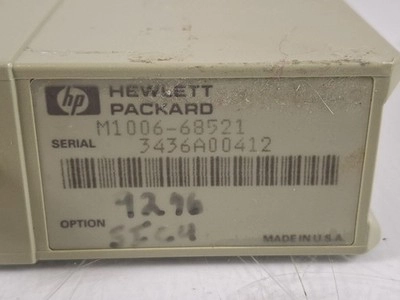 hp HEWLETT
PACKARD
M1006-68521
SERIAL 3436A00412
OPTION
MADE IN U.S.A.